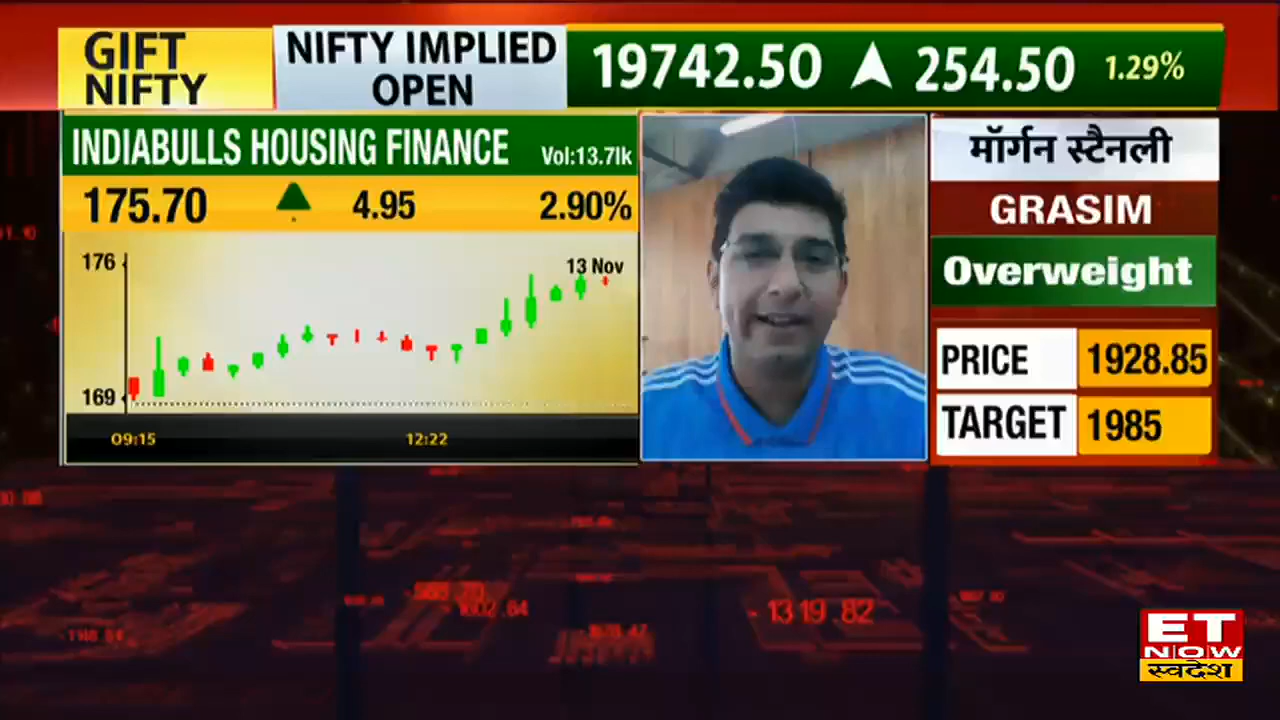 GIFT
NIFTY
NIFTY IMPLIED
OPEN
19742.50 254.50 1.29%
INDIABULLS HOUSING FINANCE Vol:13.7lk
175.70 4.95 2.90%
176
13 Nov
169
09:15 12:22
मॉर्गन स्टैनली
GRASIM
Overweight
PRICE 1928.85
TARGET 1985
- 1319.82
ET
NOW
स्वदेश